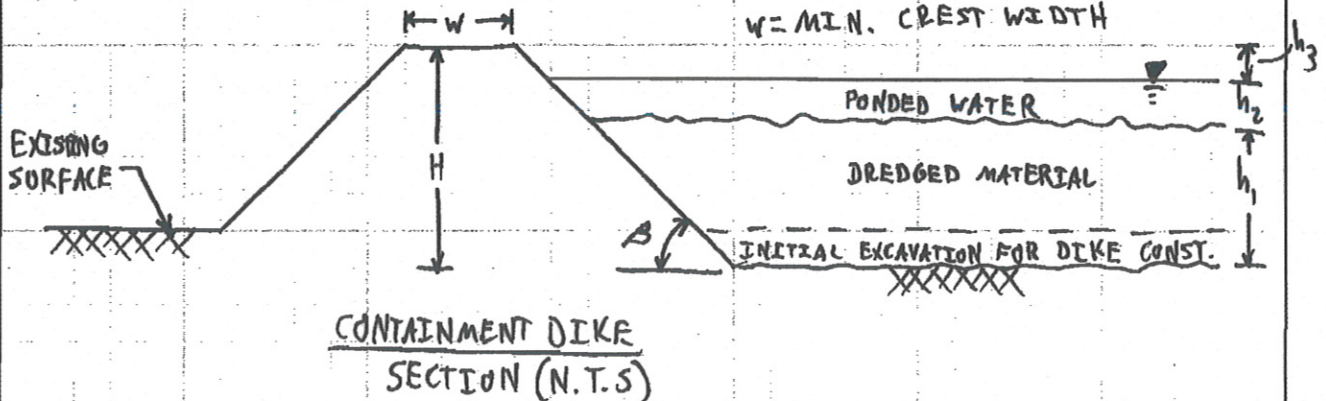 W
W= MIN. CREST WIDTH
h3
PONDED WATER
h2
EXISTING
SURFACE
H
DREDGED MATERIAL
h1
β
INITIAL EXCAVATION FOR DIKE CONST.
CONTAINMENT DIKE
SECTION (N.T.S)